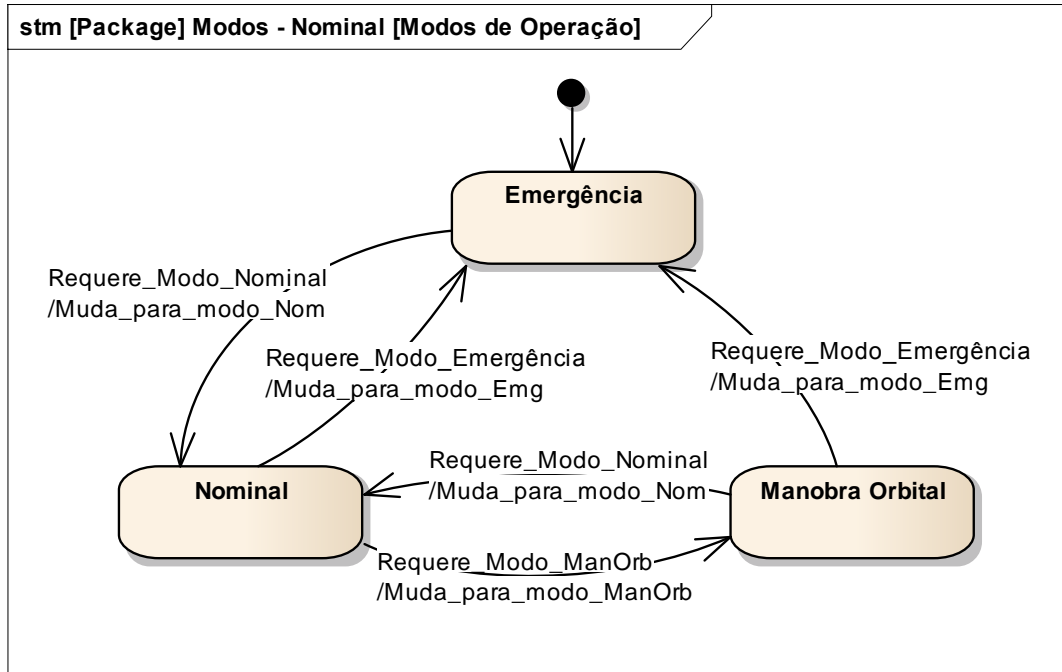 stm [Package] Modos - Nominal [Modos de Operação]
Emergência
Requere_Modo_Nominal
/Muda_para_modo_Nom
Requere_Modo_Emergência
/Muda_para_modo_Emg
Requere_Modo_Emergência
/Muda_para_modo_Emg
Nominal
Requere_Modo_Nominal
/Muda_para_modo_Nom
Manobra Orbital
Requere_Modo_ManOrb
/Muda_para_modo_ManOrb